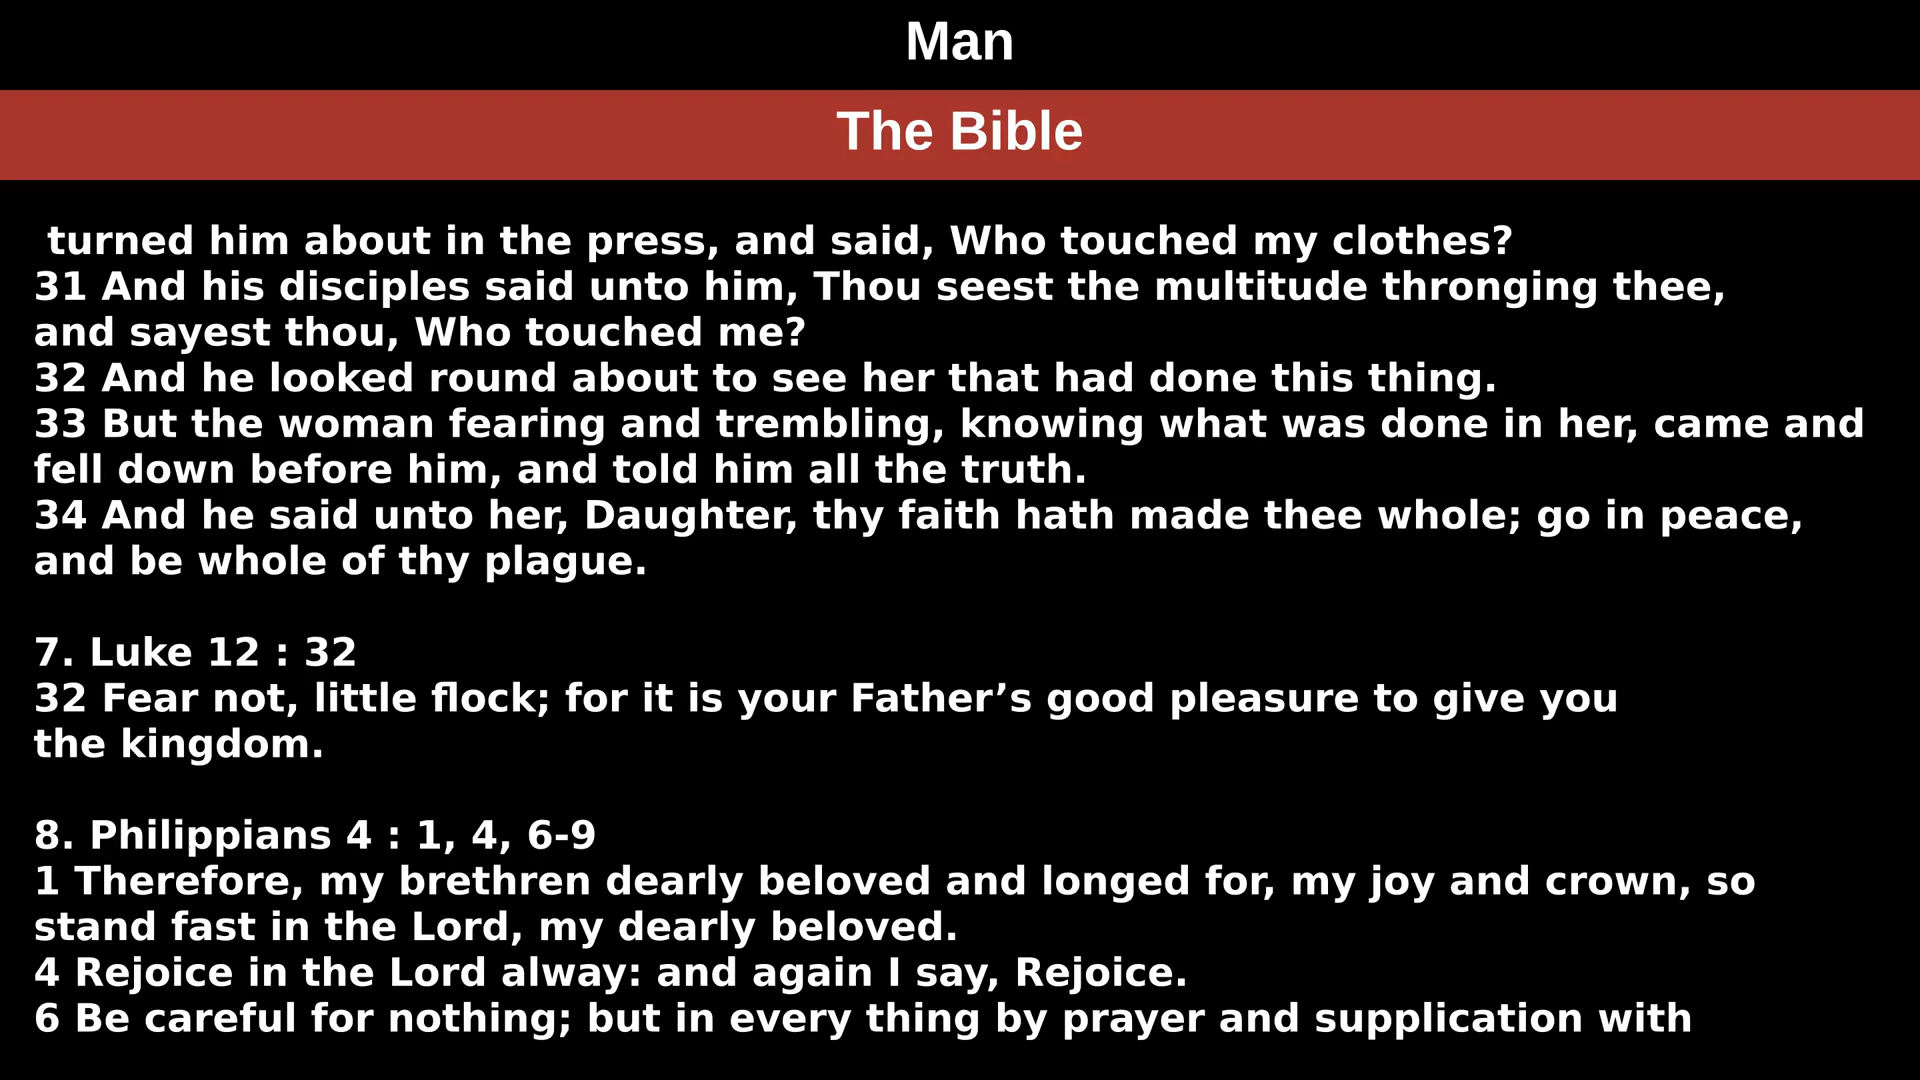 Man
The Bible
turned him about in the press, and said, Who touched my clothes?
31 And his disciples said unto him, Thou seest the multitude thronging thee,
and sayest thou, Who touched me?
32 And he looked round about to see her that had done this thing.
33 But the woman fearing and trembling, knowing what was done in her, came and
fell down before him, and told him all the truth.
34 And he said unto her, Daughter, thy faith hath made thee whole; go in peace,
and be whole of thy plague.
7. Luke 12 : 32
32 Fear not, little flock; for it is your Father’s good pleasure to give you
the kingdom.
8. Philippians 4 : 1, 4, 6-9
1 Therefore, my brethren dearly beloved and longed for, my joy and crown, so
stand fast in the Lord, my dearly beloved.
4 Rejoice in the Lord alway: and again I say, Rejoice.
6 Be careful for nothing; but in every thing by prayer and supplication with